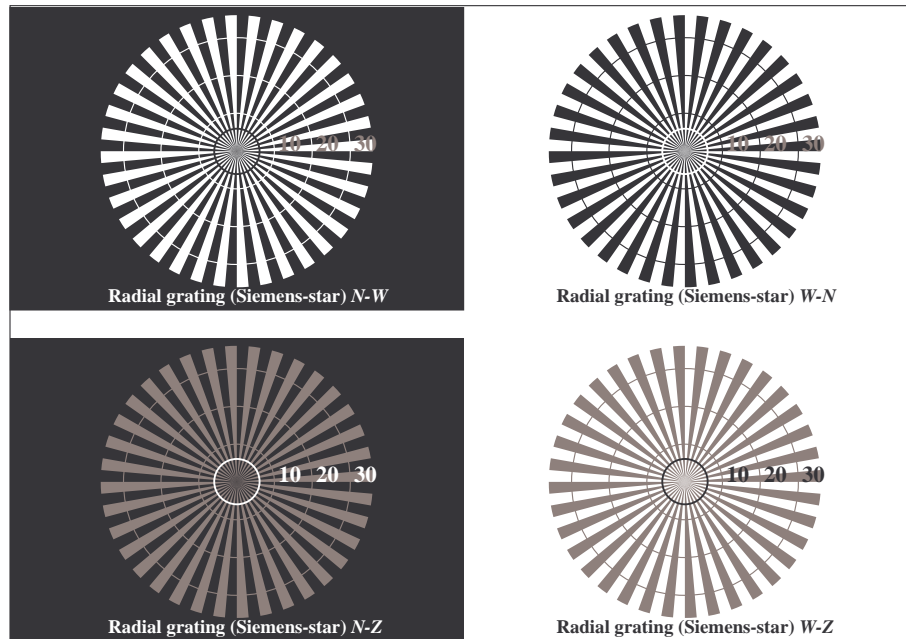 10 20 30
Radial grating (Siemens-star) N-W
10 20 30
Radial grating (Siemens-star) W-N
10 20 30
Radial grating (Siemens-star) N-Z
10 20 30
Radial grating (Siemens-star) W-Z